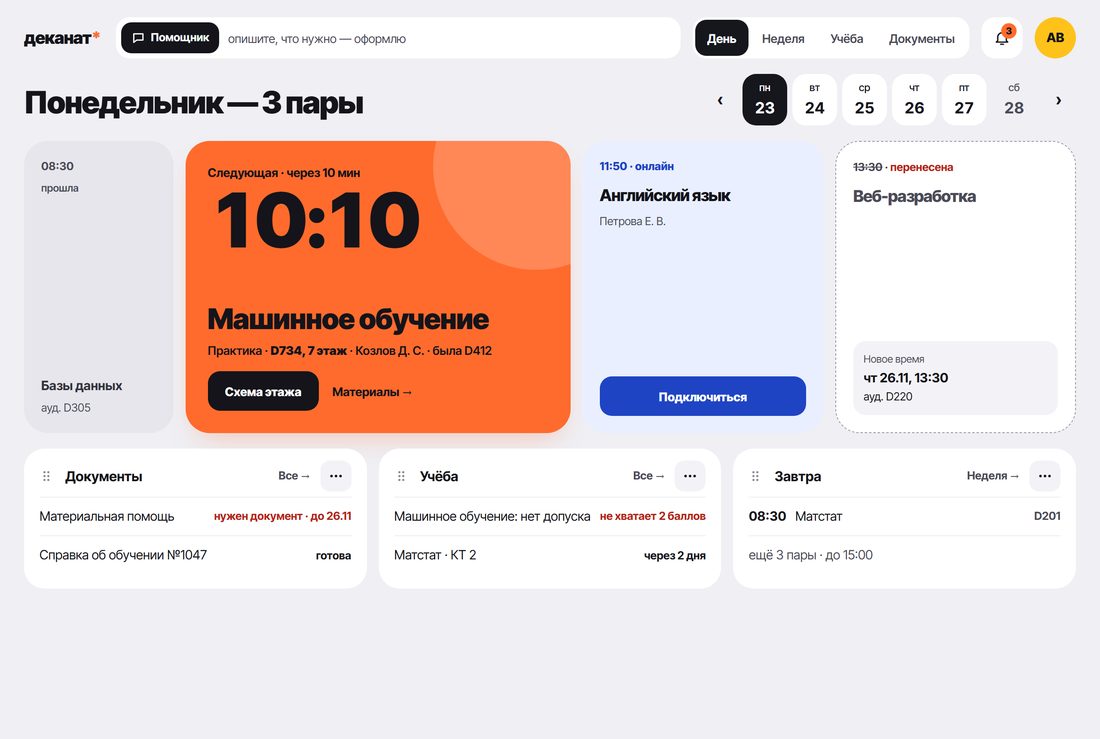 деканат*
Помощник
опишите, что нужно — оформлю
День
Неделя
Учёба
Документы
3
АВ
Понедельник — 3 пары
‹
пн
23
вт
24
ср
25
чт
26
пт
27
сб
28
›
08:30
прошла
Базы данных
ауд. D305
Следующая · через 10 мин
10:10
Машинное обучение
Практика · D734, 7 этаж · Козлов Д. С. · была D412
Схема этажа
Материалы →
11:50 · онлайн
Английский язык
Петрова Е. В.
Подключиться
13:30 · перенесена
Веб-разработка
Новое время
чт 26.11, 13:30
ауд. D220
Документы
Все →
Материальная помощь
нужен документ · до 26.11
Справка об обучении №1047
готова
Учёба
Все →
Машинное обучение: нет допуска
не хватает 2 баллов
Матстат · КТ 2
через 2 дня
Завтра
Неделя →
08:30 Матстат
D201
ещё 3 пары · до 15:00